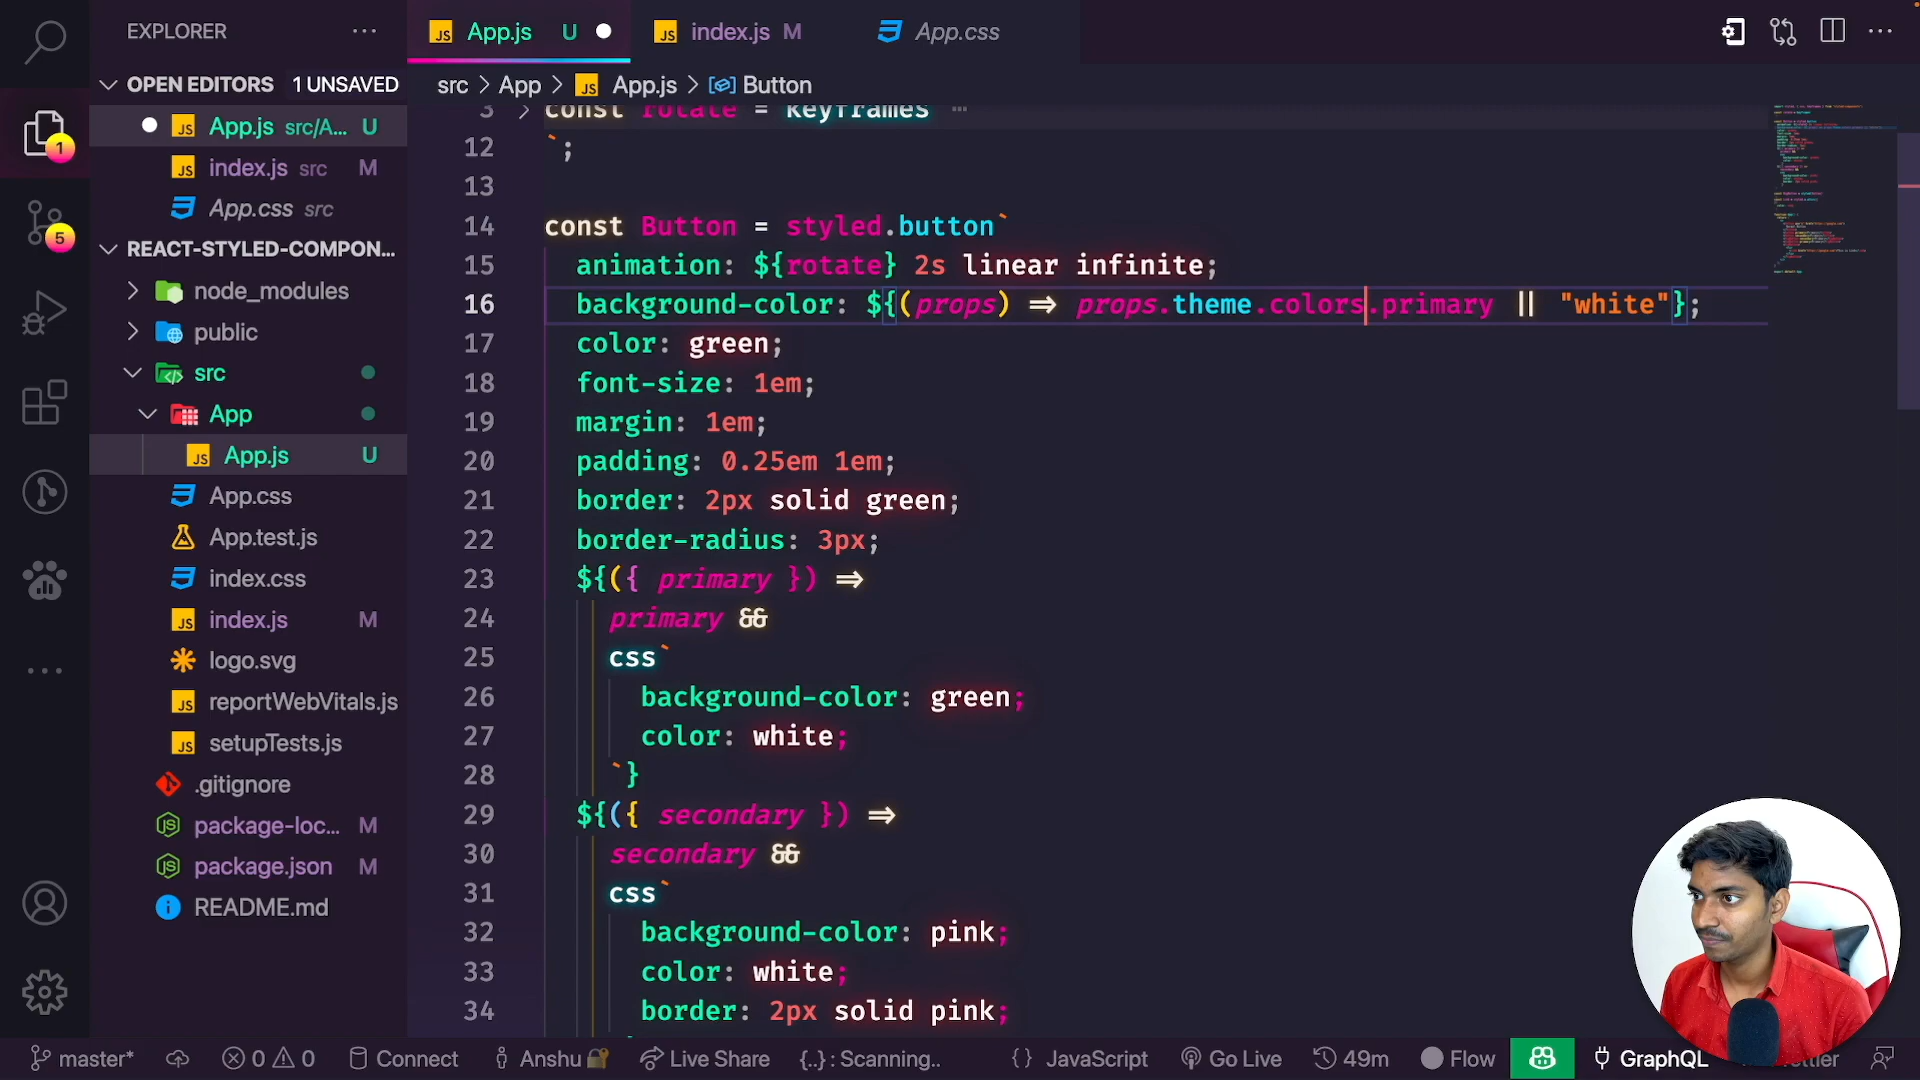 EXPLORER
App.js U
index.js M
App.css
OPEN EDITORS 1 UNSAVED
App.js src/A... U
index.js src M
App.css src
REACT-STYLED-COMPON...
node_modules
public
src
App
App.js U
App.css
App.test.js
index.css
index.js M
logo.svg
reportWebVitals.js
setupTests.js
.gitignore
package-loc... M
package.json M
README.md
1
5
src > App > App.js > Button
3 const rotate = keyframes
12 `;
13
14 const Button = styled.button`
15 animation: ${rotate} 2s linear infinite;
16 background-color: ${(props) => props.theme.colors.primary || "white"};
17 color: green;
18 font-size: 1em;
19 margin: 1em;
20 padding: 0.25em 1em;
21 border: 2px solid green;
22 border-radius: 3px;
23 ${({ primary }) =>
24 primary &&
25 css`
26 background-color: green;
27 color: white;
28 `}
29 ${({ secondary }) =>
30 secondary &&
31 css`
32 background-color: pink;
33 color: white;
34 border: 2px solid pink;
master* 0 0 Connect Anshu Live Share {..}: Scanning.. {} JavaScript Go Live 49m Flow GraphQL